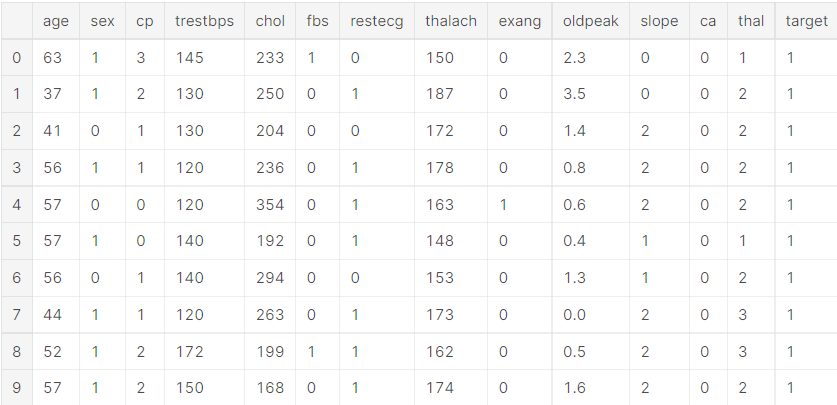 age sex cp trestbps chol fbs restecg thalach exang oldpeak slope ca thal target
0 63 1 3 145 233 1 0 150 0 2.3 0 0 1 1
1 37 1 2 130 250 0 1 187 0 3.5 0 0 2 1
2 41 0 1 130 204 0 0 172 0 1.4 2 0 2 1
3 56 1 1 120 236 0 1 178 0 0.8 2 0 2 1
4 57 0 0 120 354 0 1 163 1 0.6 2 0 2 1
5 57 1 0 140 192 0 1 148 0 0.4 1 0 1 1
6 56 0 1 140 294 0 0 153 0 1.3 1 0 2 1
7 44 1 1 120 263 0 1 173 0 0.0 2 0 3 1
8 52 1 2 172 199 1 1 162 0 0.5 2 0 3 1
9 57 1 2 150 168 0 1 174 0 1.6 2 0 2 1